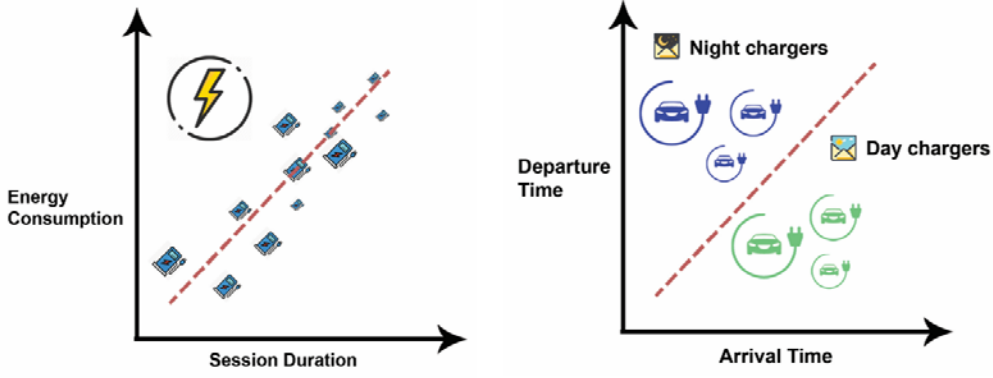 Energy
Consumption
Session Duration
Night chargers
Day chargers
Departure
Time
Arrival Time